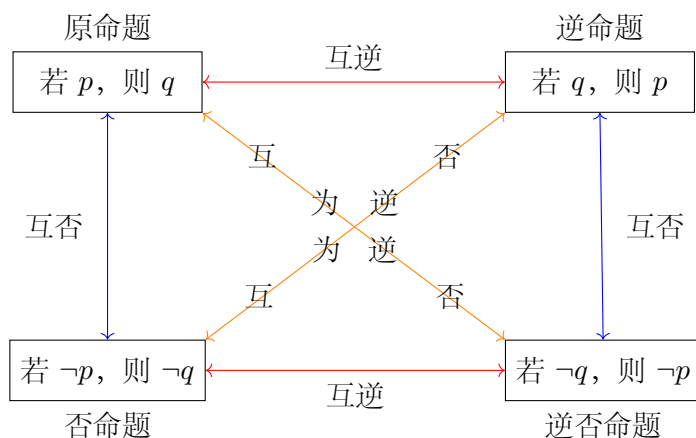 原命题
逆命题
若 p，则 q
互逆
若 q，则 p
互
否
为
逆
互否
互否
为
逆
互
否
若 ¬p，则 ¬q
互逆
若 ¬q，则 ¬p
否命题
逆否命题